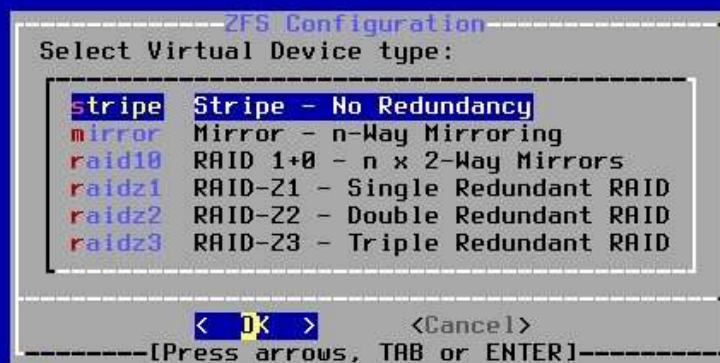 ZFS Configuration
Select Virtual Device type:
stripe Stripe - No Redundancy
mirror Mirror - n-Way Mirroring
raid10 RAID 1+0 - n x 2-Way Mirrors
raidz1 RAID-Z1 - Single Redundant RAID
raidz2 RAID-Z2 - Double Redundant RAID
raidz3 RAID-Z3 - Triple Redundant RAID
< OK > <Cancel>
[Press arrows, TAB or ENTER]